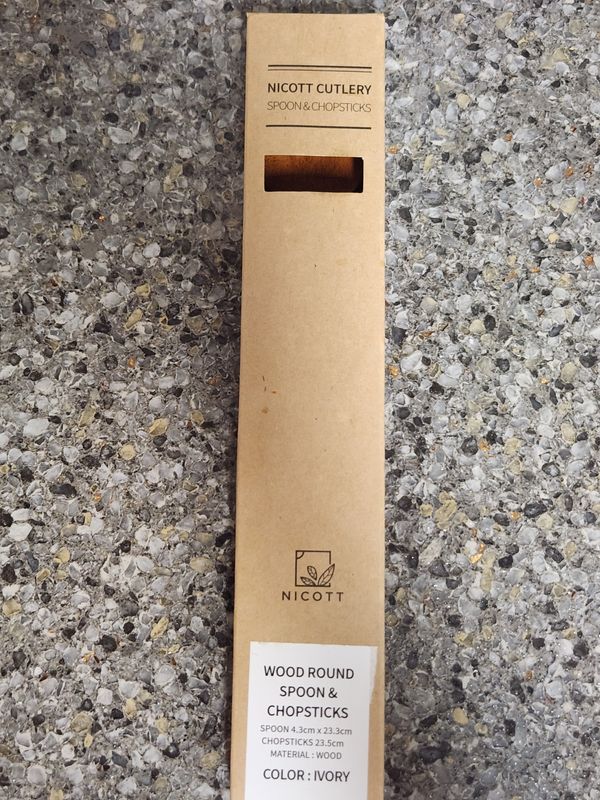 NICOTT CUTLERY
SPOON & CHOPSTICKS
NICOTT
WOOD ROUND
SPOON &
CHOPSTICKS
SPOON 4.3cm x 23.3cm
CHOPSTICKS 23.5cm
MATERIAL : WOOD
COLOR : IVORY